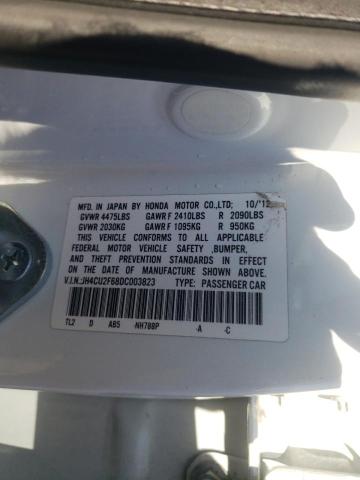 MFD. IN JAPAN BY HONDA MOTOR CO.,LTD; 10/'12
GVWR 4475LBS GAWR F 2410LBS R 2090LBS
GVWR 2030KG GAWR F 1095KG R 950KG
THIS VEHICLE CONFORMS TO ALL APPLICABLE
FEDERAL MOTOR VEHICLE SAFETY, BUMPER,
AND THEFT PREVENTION STANDARDS IN EFFECT
ON THE DATE OF MANUFACTURE SHOWN ABOVE.
V.I.N.:JH4CU2F68DC003823 TYPE: PASSENGER CAR
TL2 D AB5 -NH788P -A -C